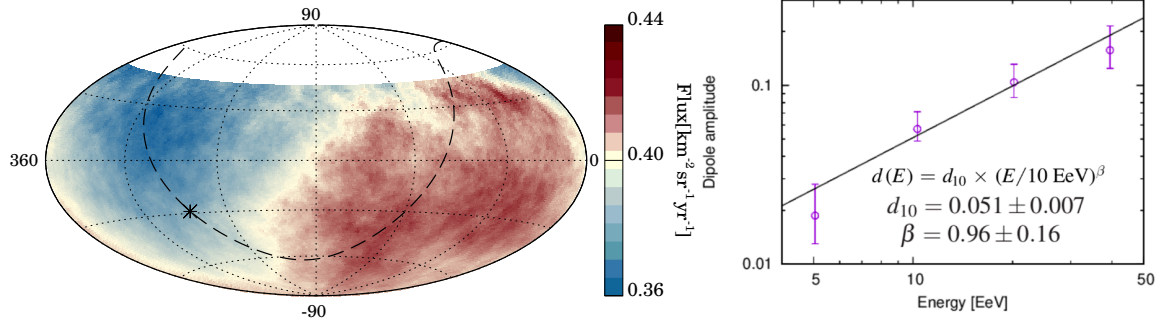 90
360
0
-90
0.44
0.40
0.36
Flux[km⁻² sr⁻¹ yr⁻¹]
Dipole amplitude
0.1
0.01
d(E) = d₁₀ × (E/10 EeV)^β
d₁₀ = 0.051 ± 0.007
β = 0.96 ± 0.16
5
10
50
Energy [EeV]